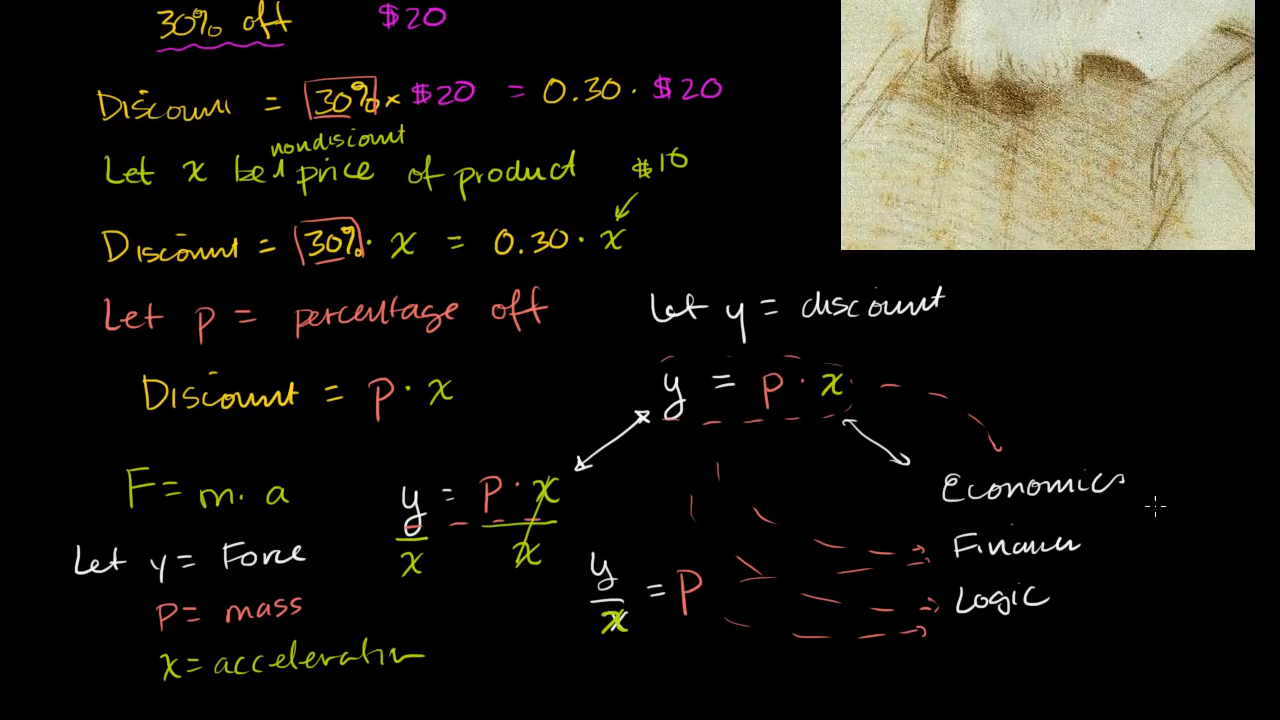 30% off $20
Discount = 30% x $20 = 0.30 · $20
nondiscount
Let x be price of product $10
Discount = 30% · x = 0.30 · x
Let p = percentage off
Let y = discount
Discount = p · x
y = p · x
F = m · a
y = p · x
x x
Let y = Force
p = mass
x = acceleration
y
x = p
Economics
Finance
Logic